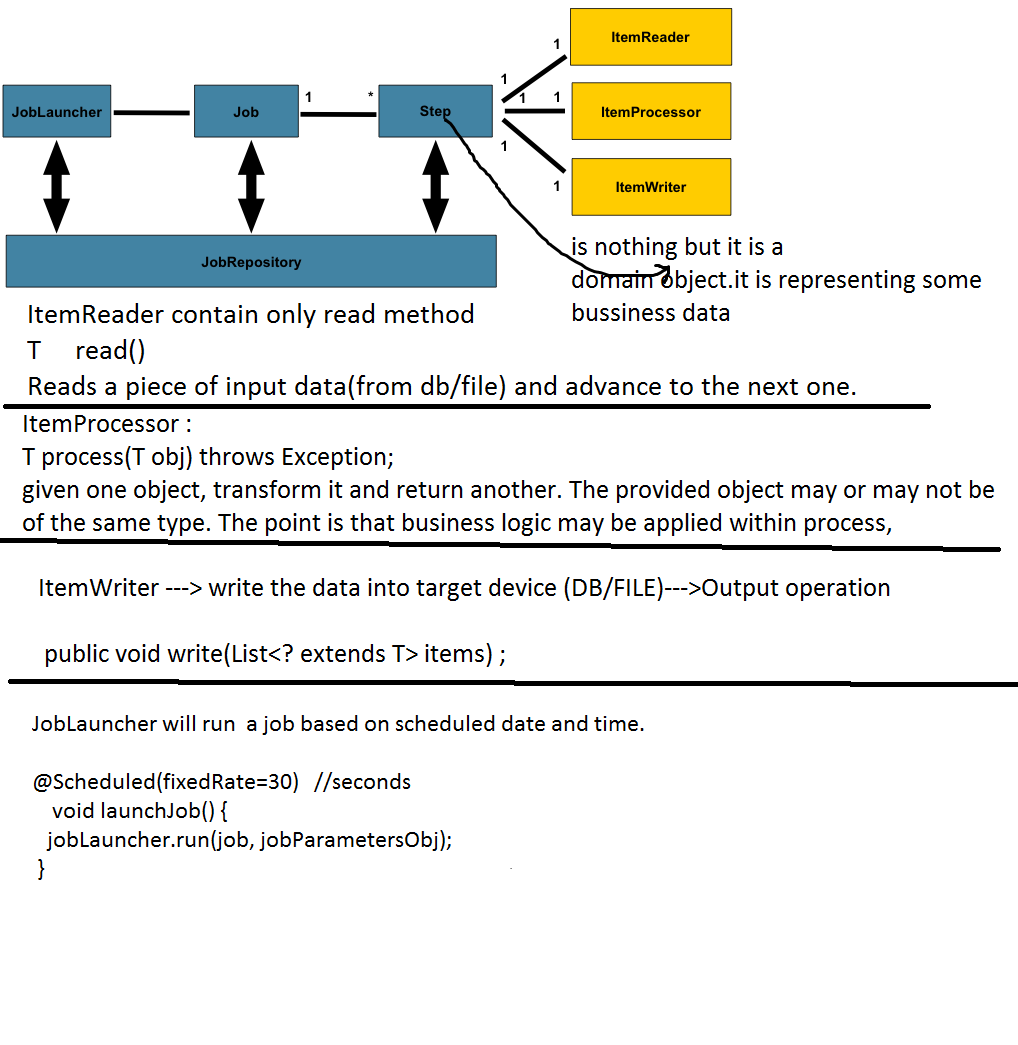 ItemReader
1
1
JobLauncher
Job
1
*
Step
1
1
ItemProcessor
1
1
ItemWriter
JobRepository
is nothing but it is a
domain object.it is representing some
bussiness data
ItemReader contain only read method
T read()
Reads a piece of input data(from db/file) and advance to the next one.
ItemProcessor :
T process(T obj) throws Exception;
given one object, transform it and return another. The provided object may or may not be
of the same type. The point is that business logic may be applied within process,
ItemWriter ---> write the data into target device (DB/FILE)--->Output operation
public void write(List<? extends T> items) ;
JobLauncher will run a job based on scheduled date and time.
@Scheduled(fixedRate=30) //seconds
void launchJob() {
jobLauncher.run(job, jobParametersObj);
}